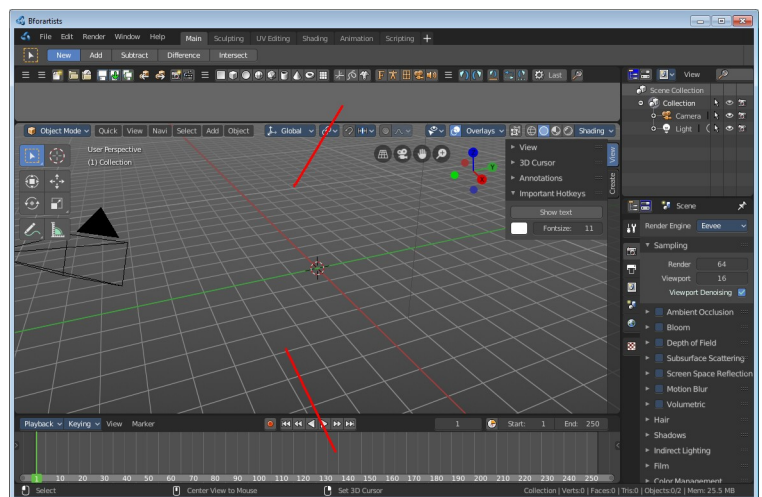 Bforartists
File Edit Render Window Help Main Sculpting UV Editing Shading Animation Scripting
New Add Subtract Difference Intersect
Last
View
Scene Collection
Collection
Camera
Light
Object Mode Quick View Navi Select Add Object Global Overlays Shading
User Perspective
(1) Collection
Y
View
3D Cursor
Annotations
Important Hotkeys
Show text
Fontsize: 11
View
Create
Scene
Render Engine Eevee
Sampling
Render 64
Viewport 16
Viewport Denoising
Ambient Occlusion
Bloom
Depth of Field
Subsurface Scattering
Screen Space Reflection
Motion Blur
Volumetric
Hair
Shadows
Indirect Lighting
Film
Color Management
Playback Keying View Marker 1 Start: 1 End: 250
1 10 20 30 40 50 60 70 80 90 100 110 120 130 140 150 160 170 180 190 200 210 220 230 240 250
Select Center View to Mouse Set 3D Cursor Collection | Verts:0 | Faces:0 | Tris:0 | Objects:0/2 | Mem: 25.5 MB